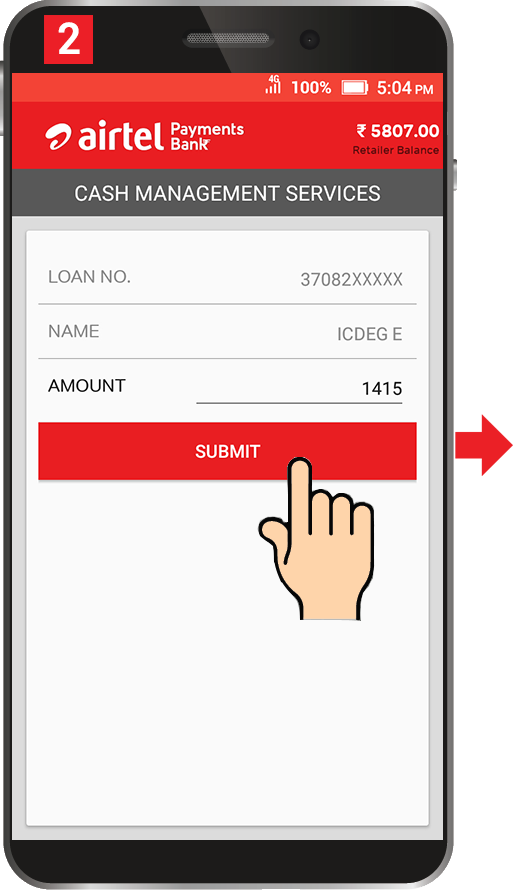 2
4G 100% 5:04 PM
airtel Payments Bank
₹ 5807.00
Retailer Balance
CASH MANAGEMENT SERVICES
LOAN NO. 37082XXXXX
NAME ICDEG E
AMOUNT 1415
SUBMIT